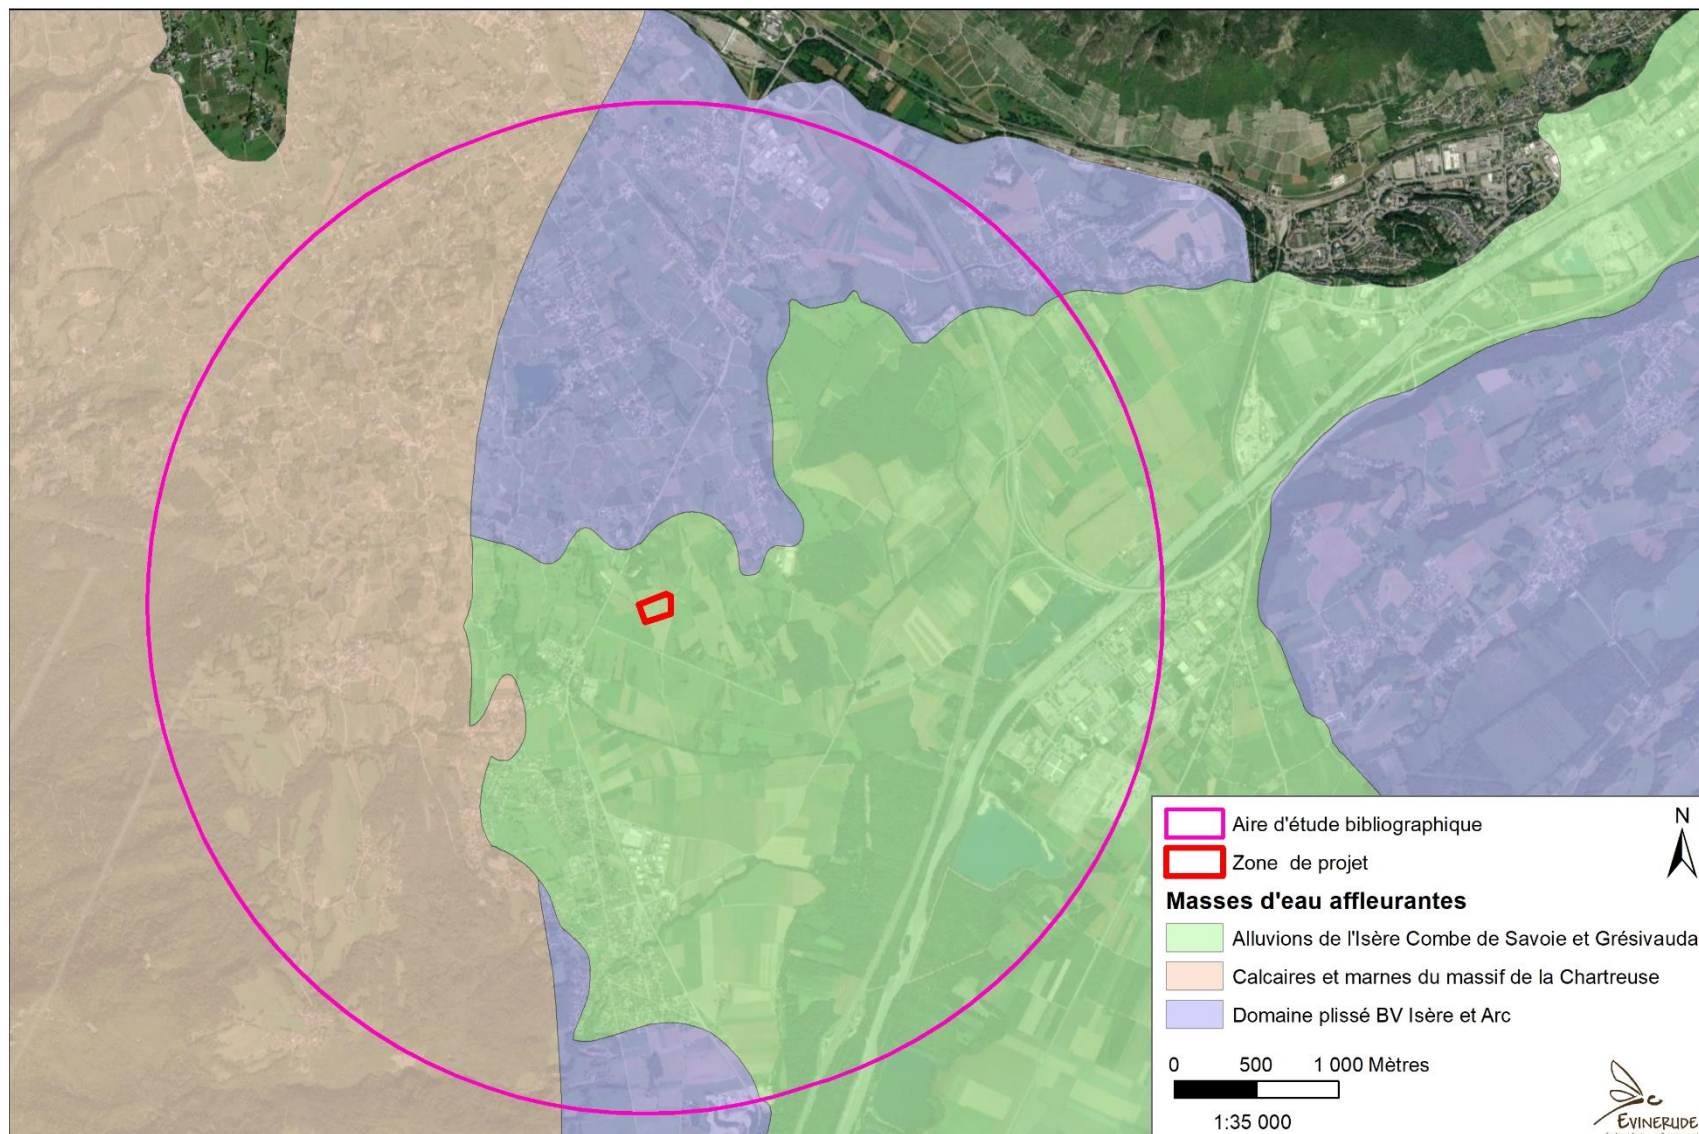 Aire d'étude bibliographique
Zone de projet
N
Masses d'eau affleurantes
Alluvions de l'Isère Combe de Savoie et Grésivauda
Calcaires et marnes du massif de la Chartreuse
Domaine plissé BV Isère et Arc
0 500 1 000 Mètres
1:35 000
EVINERUDE